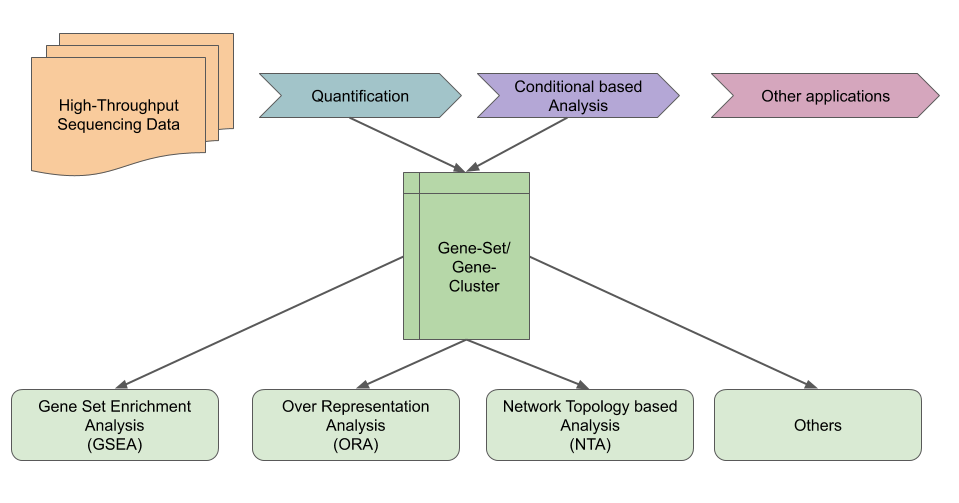 High-Throughput
Sequencing Data
Quantification
Conditional based
Analysis
Other applications
Gene-Set/
Gene-
Cluster
Gene Set Enrichment
Analysis
(GSEA)
Over Representation
Analysis
(ORA)
Network Topology based
Analysis
(NTA)
Others